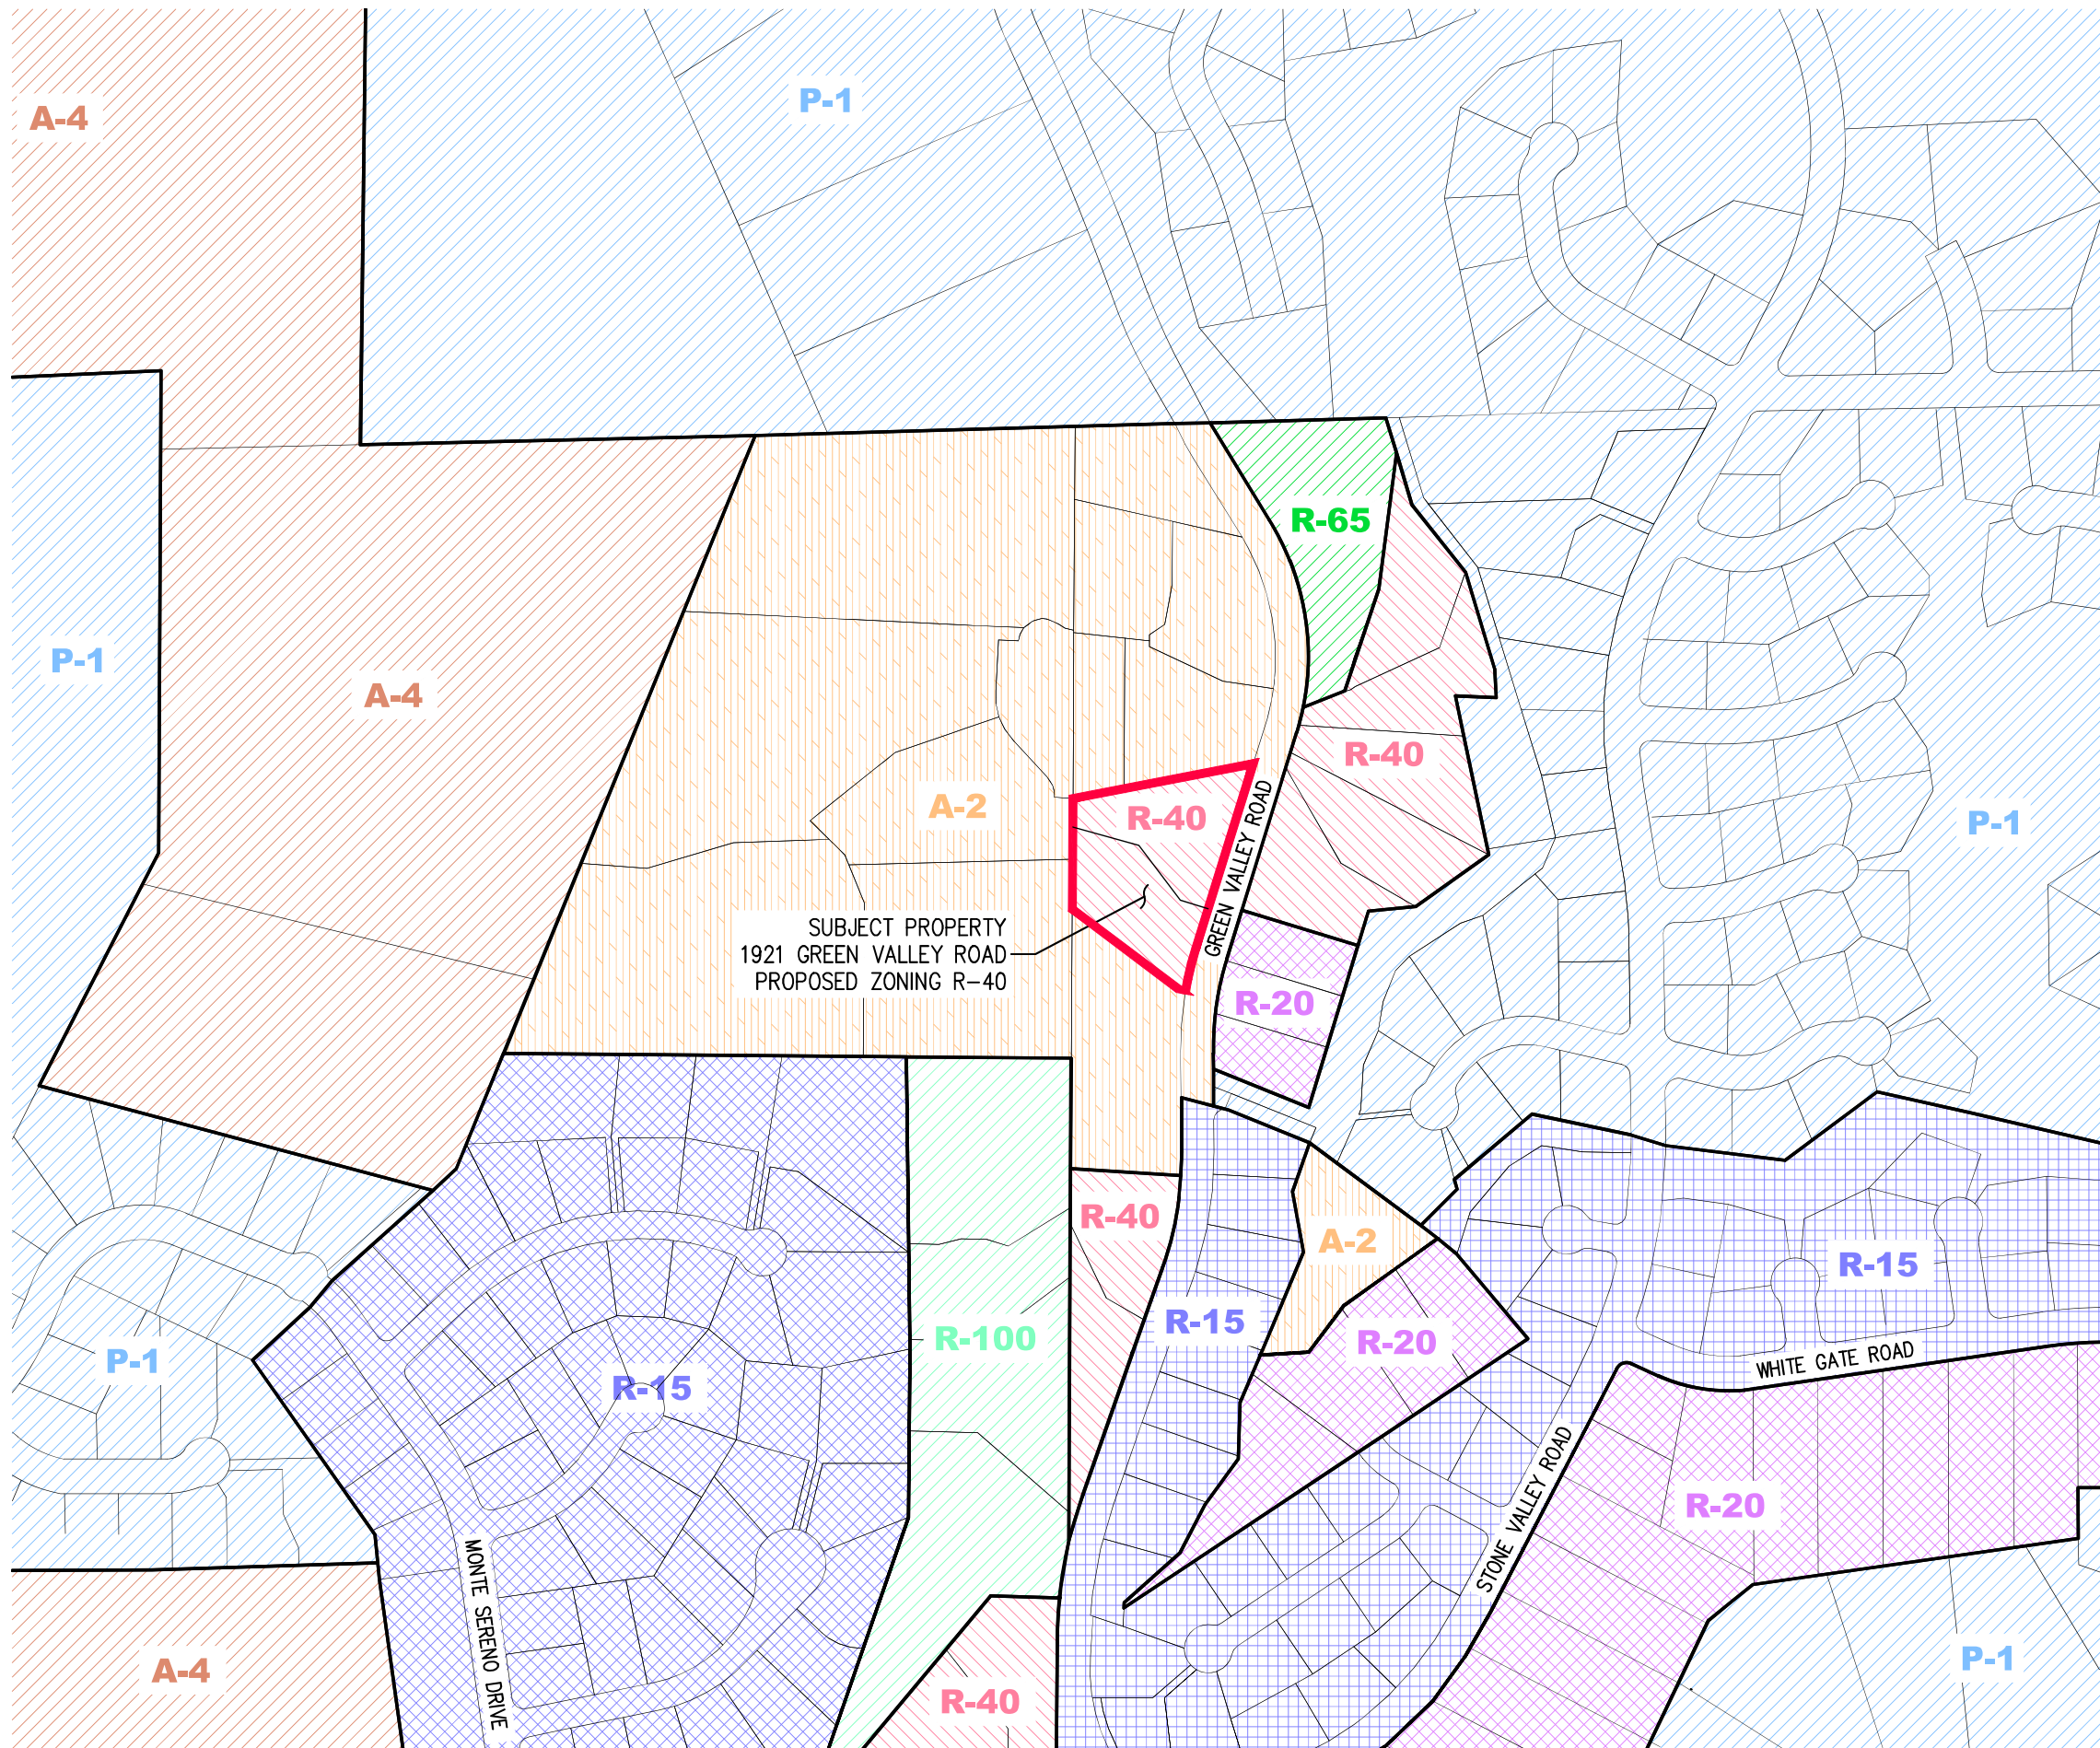 P-1
A-4
R-65
P-1
A-4
R-40
A-2
R-40
P-1
GREEN VALLEY ROAD
SUBJECT PROPERTY
1921 GREEN VALLEY ROAD
PROPOSED ZONING R-40
R-20
R-40
A-2
R-15
R-15
R-100
R-20
P-1
WHITE GATE ROAD
R-15
R-20
STONE VALLEY ROAD
MONTE SERENO DRIVE
P-1
A-4
R-40